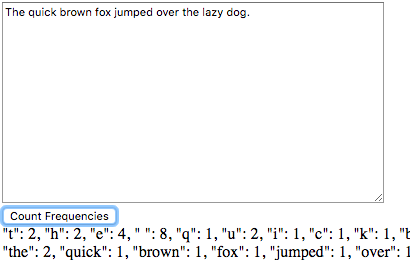 The quick brown fox jumped over the lazy dog.
Count Frequencies
"t": 2, "h": 2, "e": 4, " ": 8, "q": 1, "u": 2, "i": 1, "c": 1, "k": 1,
"the": 2, "quick": 1, "brown": 1, "fox": 1, "jumped": 1, "over": 1